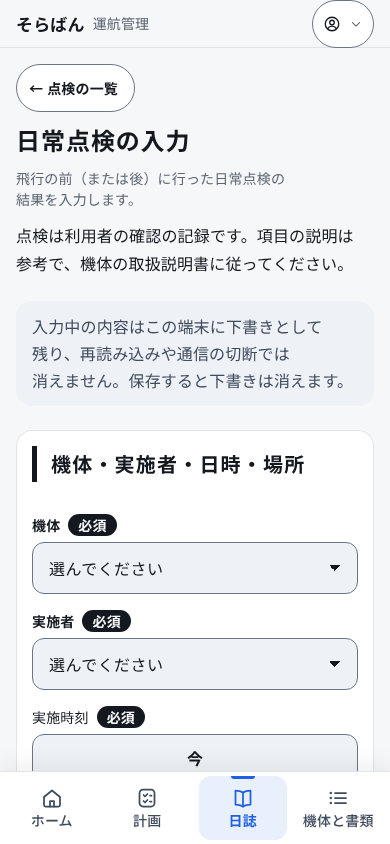 そらばん 運航管理
← 点検の一覧
日常点検の入力
飛行の前（または後）に行った日常点検の
結果を入力します。
点検は利用者の確認の記録です。項目の説明は
参考で、機体の取扱説明書に従ってください。
入力中の内容はこの端末に下書きとして
残り、再読み込みや通信の切断では
消えません。保存すると下書きは消えます。
機体・実施者・日時・場所
機体 必須
選んでください
実施者 必須
選んでください
実施時刻 必須
今
ホーム 計画 日誌 機体と書類